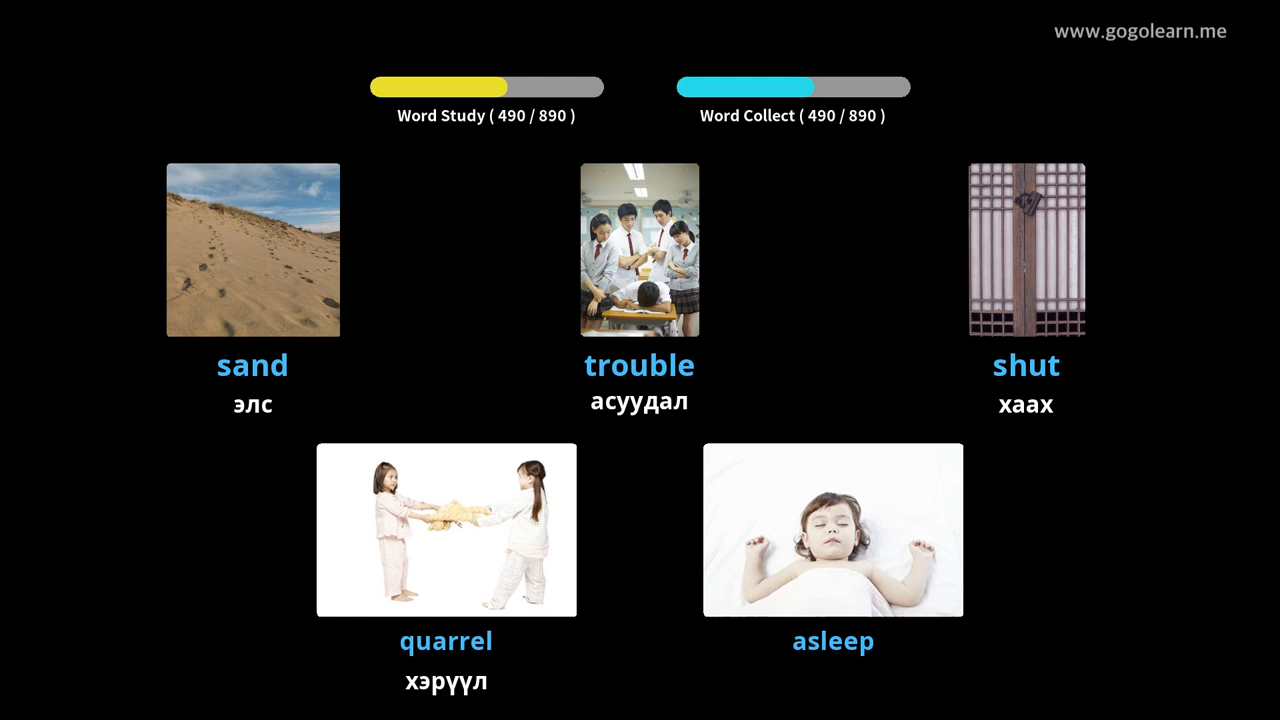 www.gogolearn.me
Word Study ( 490 / 890 )
Word Collect ( 490 / 890 )
sand
элс
trouble
асуудал
shut
хаах
quarrel
хэрүүл
asleep